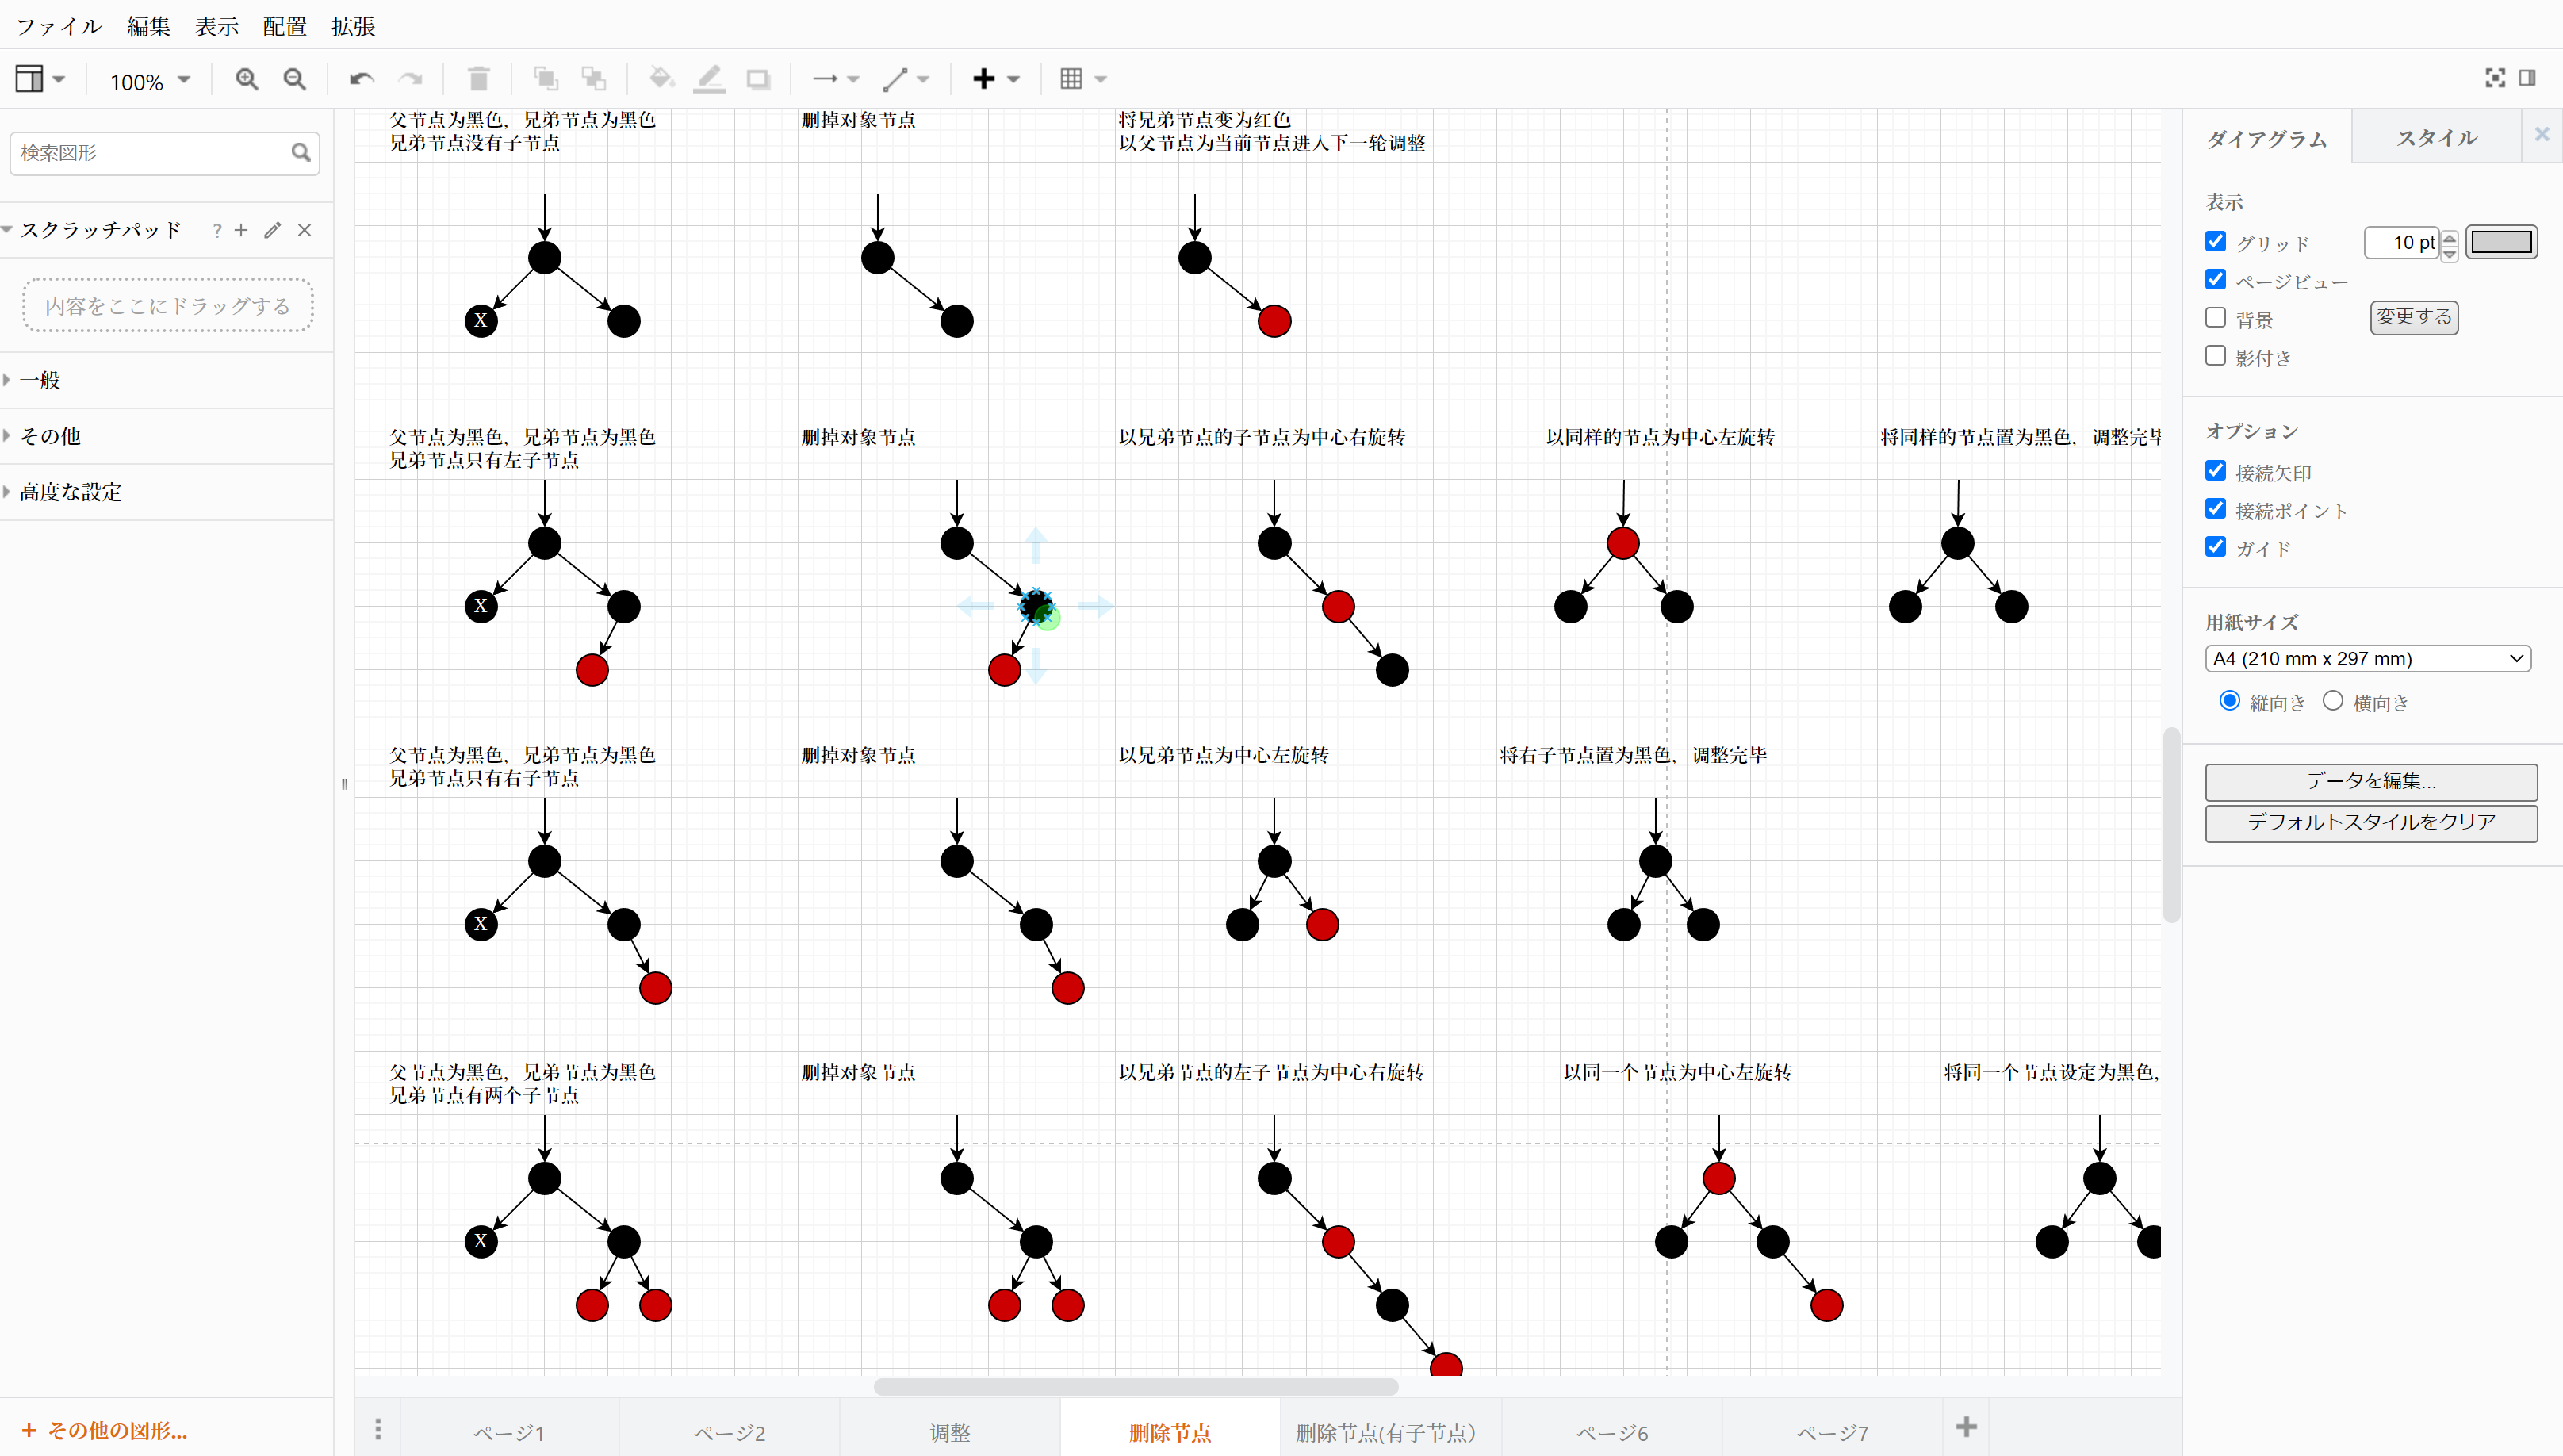 ファイル 編集 表示 配置 拡張
100%
検索図形
スクラッチパッド ? + ×
内容をここにドラッグする
一般
その他
高度な設定
+ その他の図形...
父节点为黑色，兄弟节点为黑色
兄弟节点没有子节点
删掉对象节点
将兄弟节点变为红色
以父节点为当前节点进入下一轮调整
X
父节点为黑色，兄弟节点为黑色
兄弟节点只有左子节点
删掉对象节点
以兄弟节点的子节点为中心右旋转
以同样的节点为中心左旋转
将同样的节点置为黑色，调整完毕
X
父节点为黑色，兄弟节点为黑色
兄弟节点只有右子节点
删掉对象节点
以兄弟节点为中心左旋转
将右子节点置为黑色，调整完毕
X
父节点为黑色，兄弟节点为黑色
兄弟节点有两个子节点
删掉对象节点
以兄弟节点的左子节点为中心右旋转
以同一个节点为中心左旋转
将同一个节点设定为黑色，
X
ページ1 ページ2 调整 删除节点 删除节点(有子节点） ページ6 ページ7
ダイアグラム スタイル
表示
グリッド 10 pt
ページビュー
背景 変更する
影付き
オプション
接続矢印
接続ポイント
ガイド
用紙サイズ
A4 (210 mm x 297 mm)
縦向き 横向き
データを編集...
デフォルトスタイルをクリア